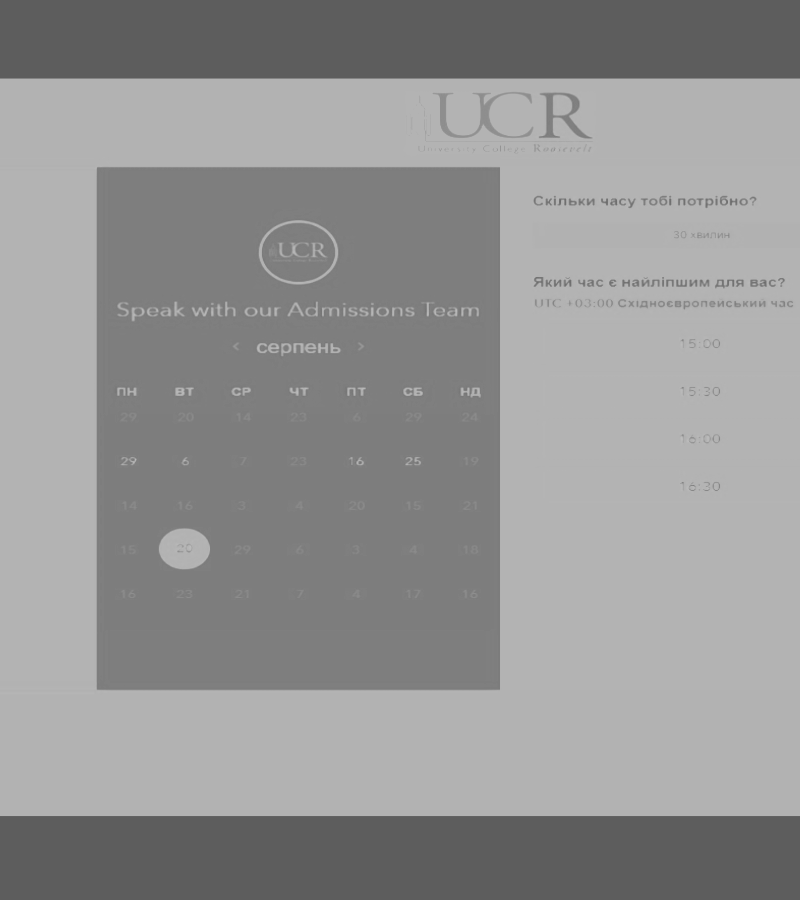 UCR
University College Roosevelt
UCR
Speak with our Admissions Team
‹ серпень ›
ПН ВТ СР ЧТ ПТ СБ НД
29 20 14 23 6 29 24
29 6 7 23 16 25 19
14 16 3 4 20 15 21
15 20 29 6 3 4 18
16 23 21 7 4 17 16
Скільки часу тобі потрібно?
30 хвилин
Який час є найліпшим для вас?
UTC +03:00 Східноєвропейський час
15:00
15:30
16:00
16:30